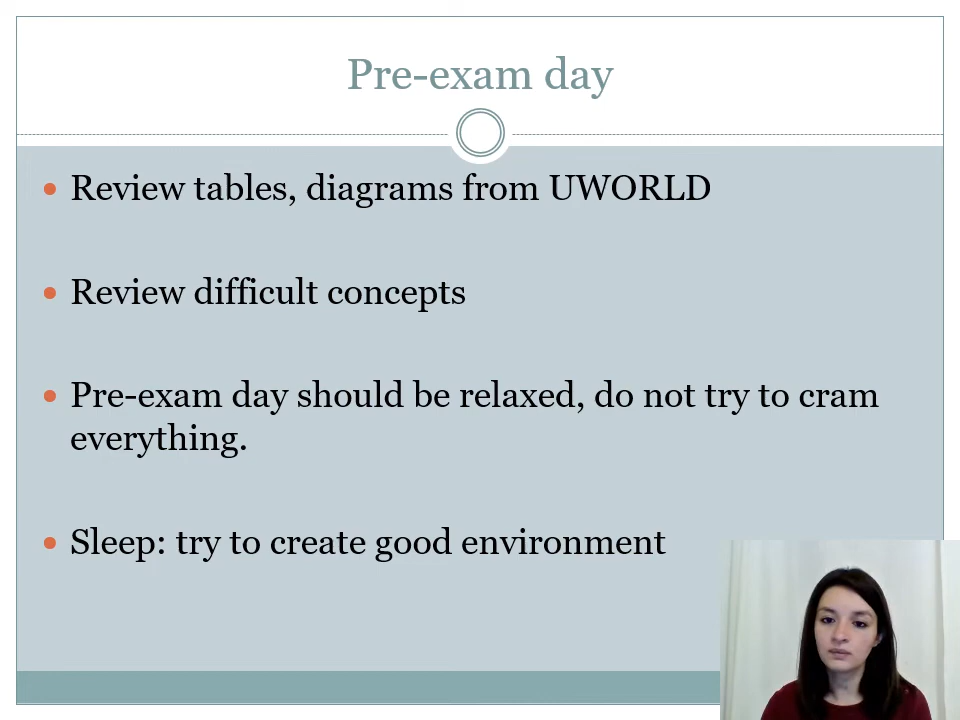 Pre-exam day
• Review tables, diagrams from UWORLD
• Review difficult concepts
• Pre-exam day should be relaxed, do not try to cram
everything.
• Sleep: try to create good environment